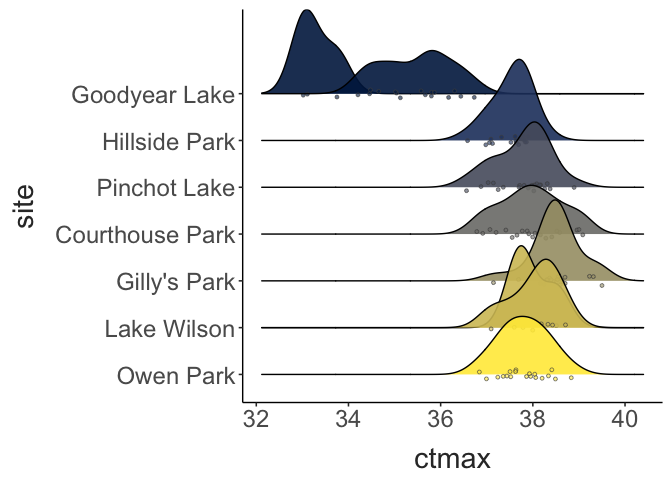 Goodyear Lake
Hillside Park
Pinchot Lake
Courthouse Park
Gilly's Park
Lake Wilson
Owen Park
site
32 34 36 38 40
ctmax